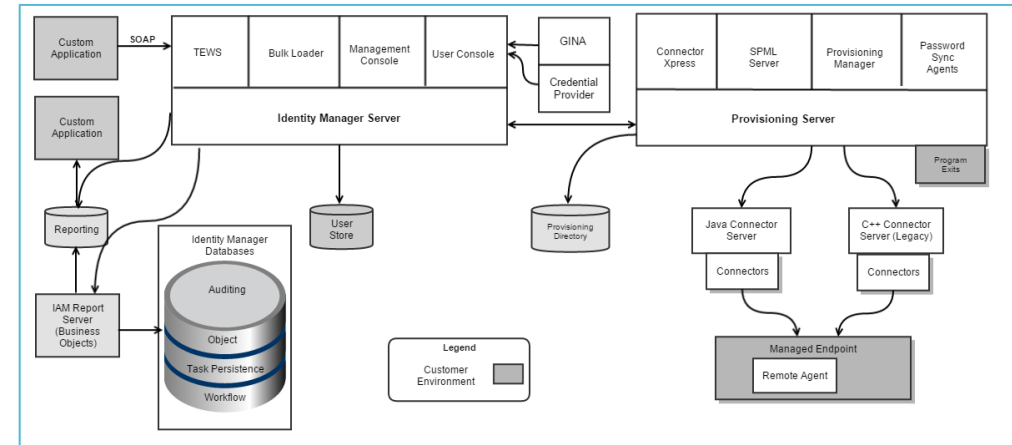 Custom
Application
SOAP
TEWS
Bulk Loader
Management
Console
User Console
GINA
Credential
Provider
Identity Manager Server
Connector
Xpress
SPML
Server
Provisioning
Manager
Password
Sync
Agents
Provisioning Server
Program
Exits
Custom
Application
Reporting
IAM Report
Server
(Business
Objects)
Identity Manager
Databases
Auditing
Object
Task Persistence
Workflow
User
Store
Provisioning
Directory
Java Connector
Server
Connectors
C++ Connector
Server (Legacy)
Connectors
Managed Endpoint
Remote Agent
Legend
Customer
Environment